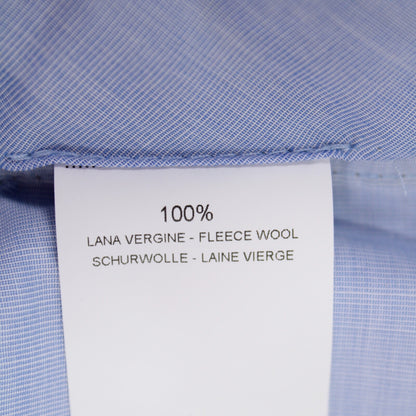 100%
LANA VERGINE - FLEECE WOOL
SCHURWOLLE - LAINE VIERGE